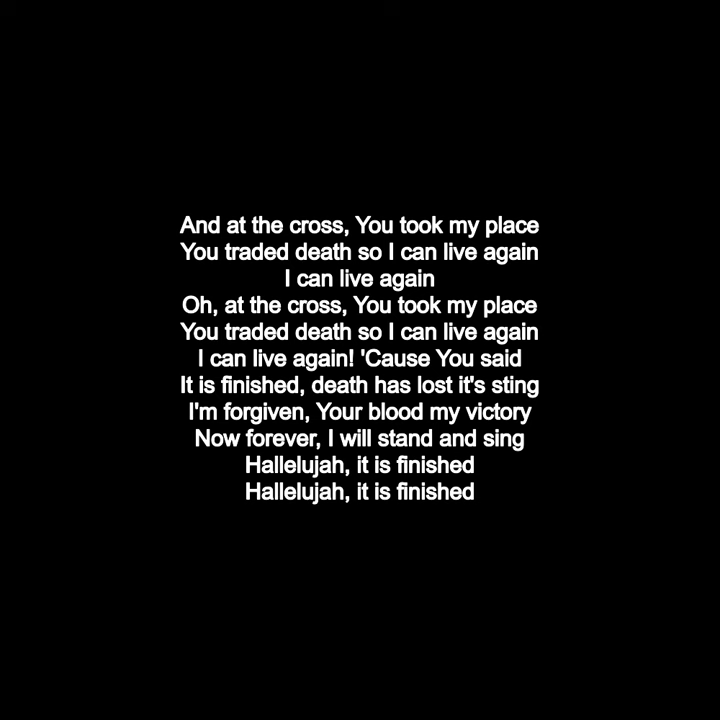 And at the cross, You took my place
You traded death so I can live again
I can live again
Oh, at the cross, You took my place
You traded death so I can live again
I can live again! 'Cause You said
It is finished, death has lost it's sting
I'm forgiven, Your blood my victory
Now forever, I will stand and sing
Hallelujah, it is finished
Hallelujah, it is finished